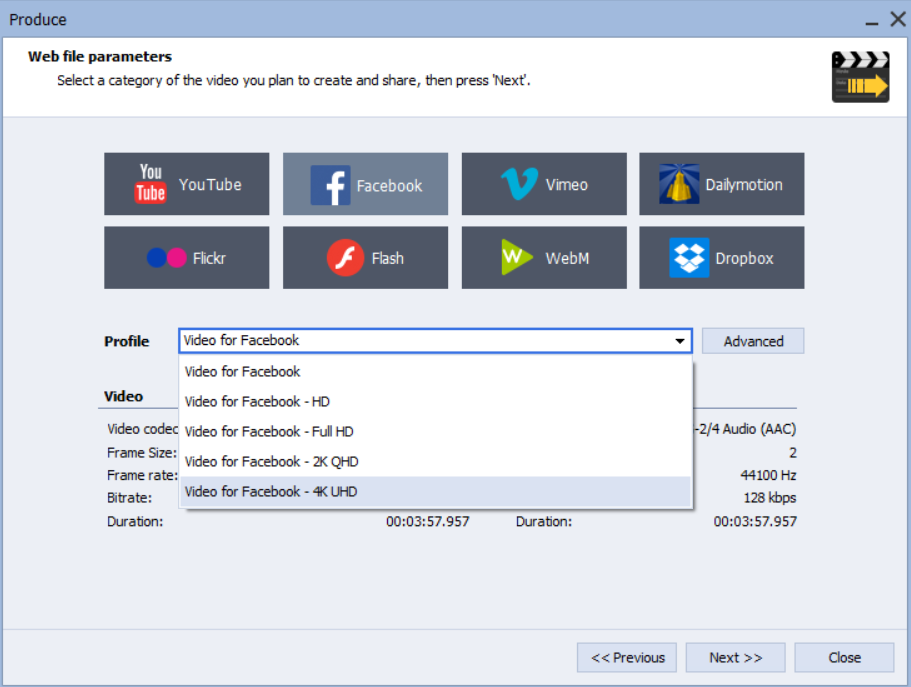 Produce
Web file parameters
Select a category of the video you plan to create and share, then press 'Next'.
You Tube YouTube
f Facebook
Vimeo
Dailymotion
Flickr
Flash
W WebM
Dropbox
Profile Video for Facebook Advanced
Video for Facebook
Video for Facebook - HD
Video for Facebook - Full HD
Video for Facebook - 2K QHD
Video for Facebook - 4K UHD
Video
Video codec -2/4 Audio (AAC)
Frame Size: 2
Frame rate: 44100 Hz
Bitrate: 128 kbps
Duration: 00:03:57.957 Duration: 00:03:57.957
<< Previous Next >> Close